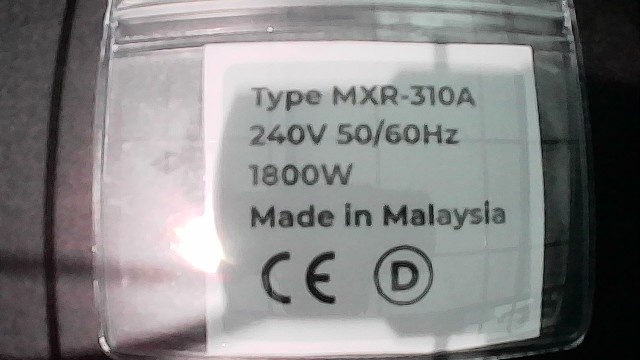 Type MXR-310A
240V 50/60Hz
1800W
Made in Malaysia
CE D